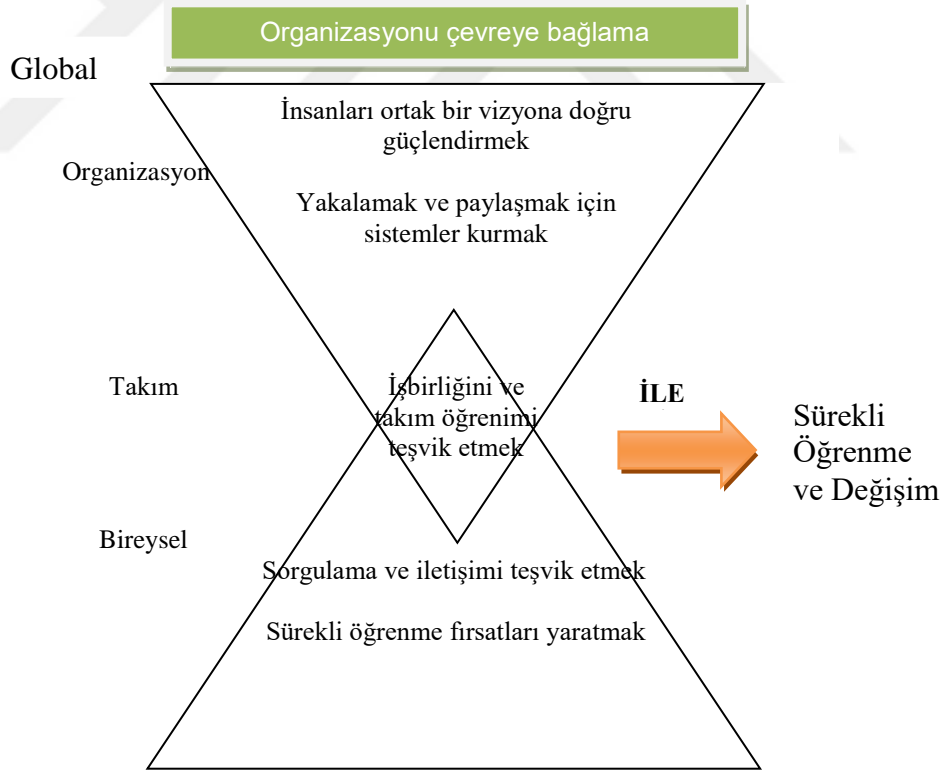 Organizasyonu çevreye bağlama
Global
İnsanları ortak bir vizyona doğru
güçlendirmek
Organizasyon
Yakalamak ve paylaşmak için
sistemler kurmak
Takım
İşbirliğini ve
takım öğrenimi
teşvik etmek
İLE
Sürekli
Öğrenme
ve Değişim
Bireysel
Sorgulama ve iletişimi teşvik etmek
Sürekli öğrenme fırsatları yaratmak